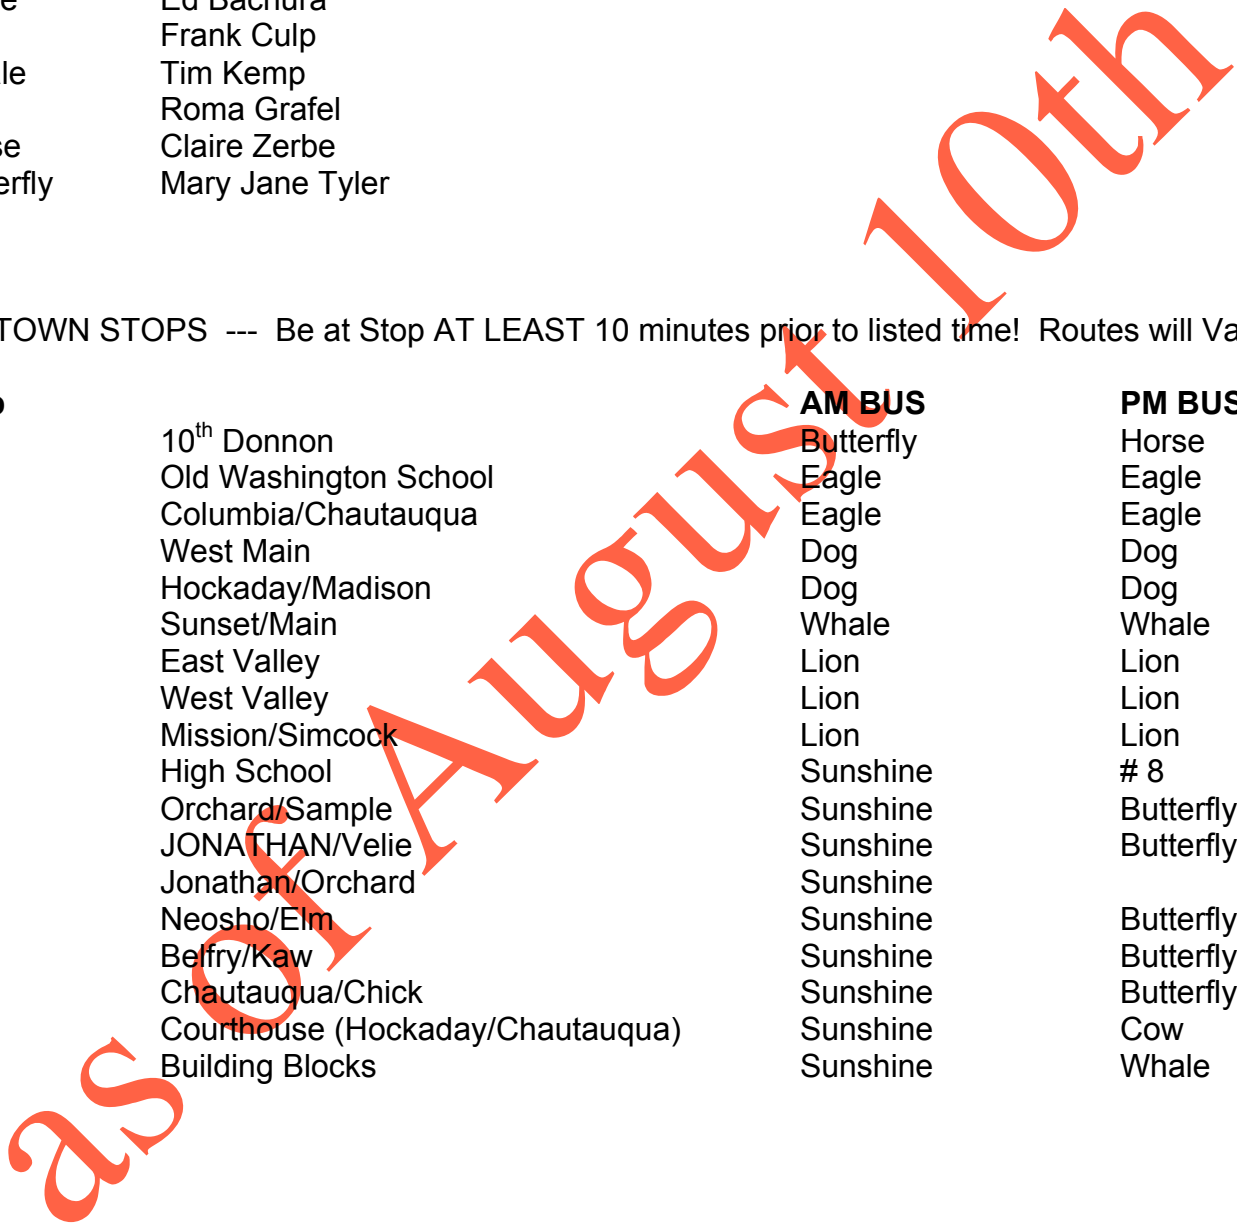 Ed Bachura
Frank Culp
le Tim Kemp
Roma Grafel
se Claire Zerbe
erfly Mary Jane Tyler
TOWN STOPS --- Be at Stop AT LEAST 10 minutes prior to listed time! Routes will Va
AM BUS PM BUS
10th Donnon Butterfly Horse
Old Washington School Eagle Eagle
Columbia/Chautauqua Eagle Eagle
West Main Dog Dog
Hockaday/Madison Dog Dog
Sunset/Main Whale Whale
East Valley Lion Lion
West Valley Lion Lion
Mission/Simcock Lion Lion
High School Sunshine # 8
Orchard/Sample Sunshine Butterfly
JONATHAN/Velie Sunshine Butterfly
Jonathan/Orchard Sunshine
Neosho/Elm Sunshine Butterfly
Belfry/Kaw Sunshine Butterfly
Chautauqua/Chick Sunshine Butterfly
Courthouse (Hockaday/Chautauqua) Sunshine Cow
Building Blocks Sunshine Whale
as of August 10th